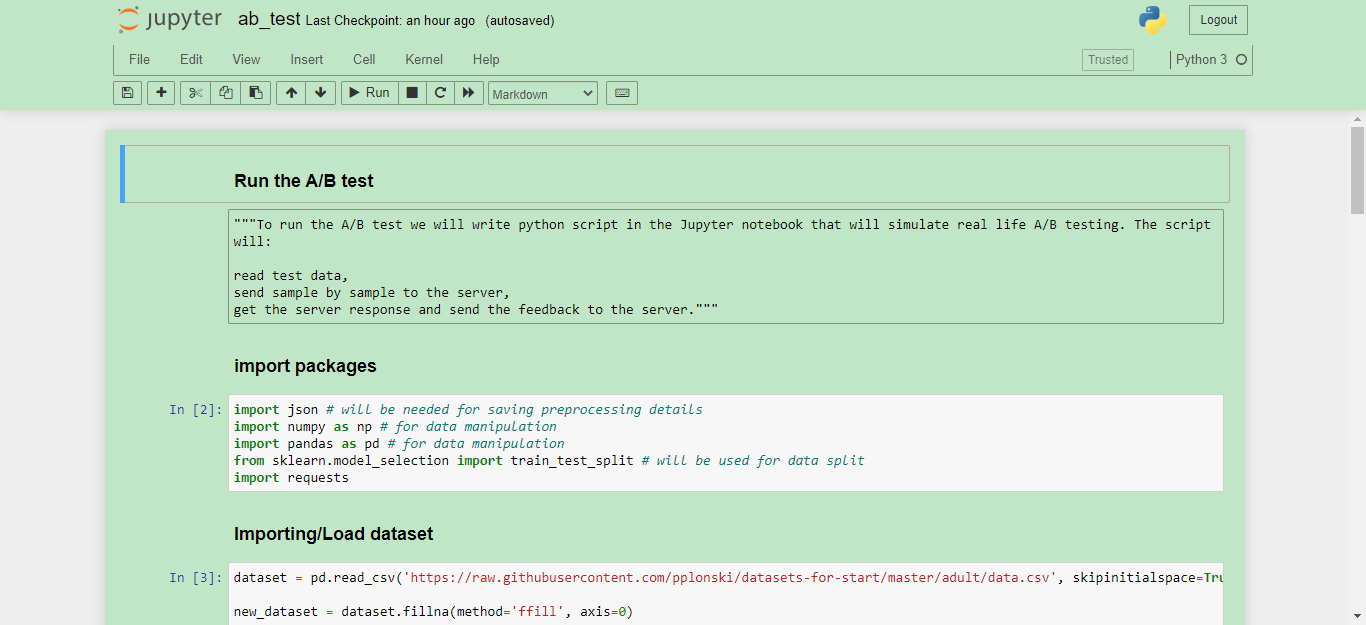 jupyter ab_test Last Checkpoint: an hour ago (autosaved)
Logout
File Edit View Insert Cell Kernel Help
Trusted
Python 3
Run
Markdown
Run the A/B test
"""To run the A/B test we will write python script in the Jupyter notebook that will simulate real life A/B testing. The script
will:
read test data,
send sample by sample to the server,
get the server response and send the feedback to the server."""
import packages
In [2]:
import json # will be needed for saving preprocessing details
import numpy as np # for data manipulation
import pandas as pd # for data manipulation
from sklearn.model_selection import train_test_split # will be used for data split
import requests
Importing/Load dataset
In [3]:
dataset = pd.read_csv('https://raw.githubusercontent.com/pplonski/datasets-for-start/master/adult/data.csv', skipinitialspace=Tru
new_dataset = dataset.fillna(method='ffill', axis=0)